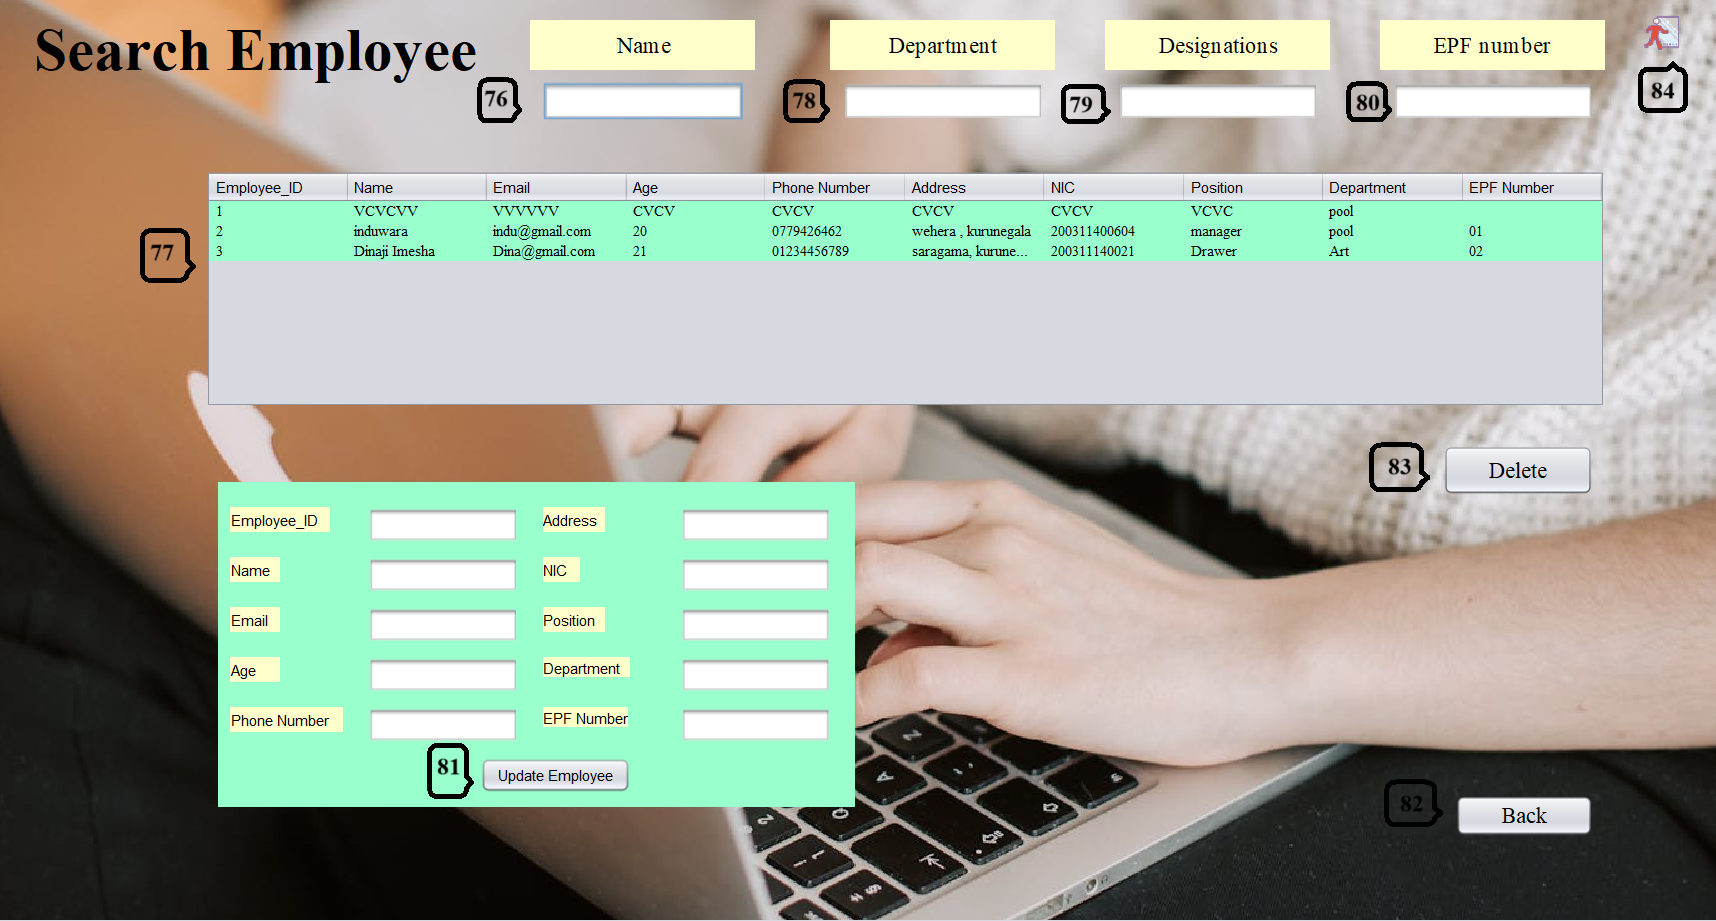 Search Employee
Name
Department
Designations
EPF number
76
78
79
80
84
Employee_ID Name Email Age Phone Number Address NIC Position Department EPF Number
1 VCVCVV VVVVVV CVCV CVCV CVCV CVCV VCVC pool
2 induwara indu@gmail.com 20 0779426462 wehera , kurunegala 200311400604 manager pool 01
3 Dinaji Imesha Dina@gmail.com 21 01234456789 saragama, kurune... 200311140021 Drawer Art 02
77
83
Delete
Employee_ID Address
Name NIC
Email Position
Age Department
Phone Number EPF Number
81
Update Employee
82
Back